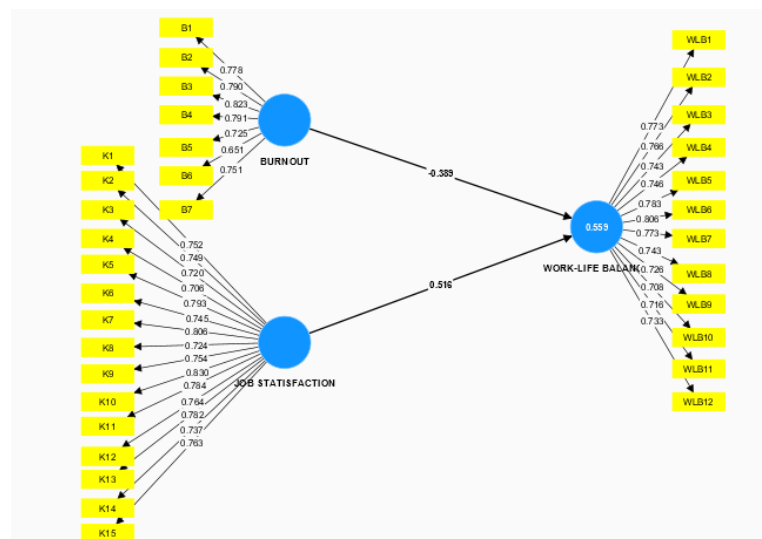 B1
B2
B3
B4
B5
B6
B7
0.778
0.790
0.823
0.791
0.725
0.651
0.751
BURNOUT
K1
K2
K3
K4
K5
K6
K7
K8
K9
K10
K11
K12
K13
K14
K15
0.752
0.749
0.720
0.706
0.793
0.745
0.806
0.724
0.754
0.830
0.784
0.764
0.782
0.737
0.763
JOB STATISFACTION
-0.389
0.516
0.559
WORK-LIFE BALANC
0.773
0.766
0.743
0.746
0.783
0.806
0.773
0.743
0.726
0.708
0.716
0.733
WLB1
WLB2
WLB3
WLB4
WLB5
WLB6
WLB7
WLB8
WLB9
WLB10
WLB11
WLB12